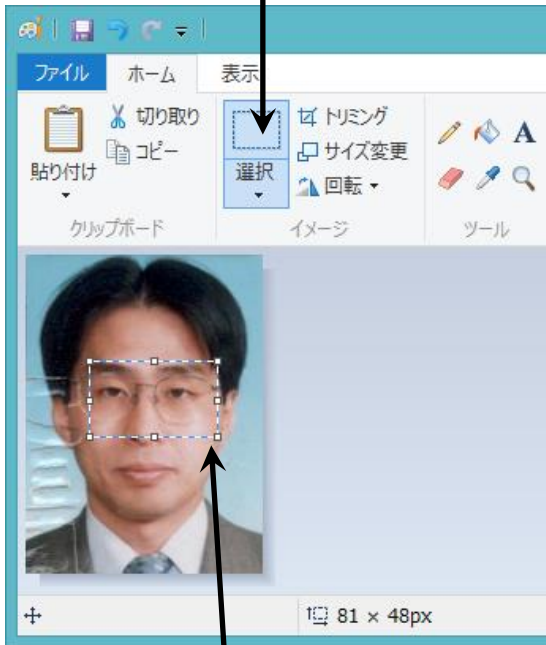 ファイル ホーム 表示
切り取り
コピー
貼り付け
クリップボード
選択
トリミング
サイズ変更
回転
イメージ
A
ツール
81 × 48px